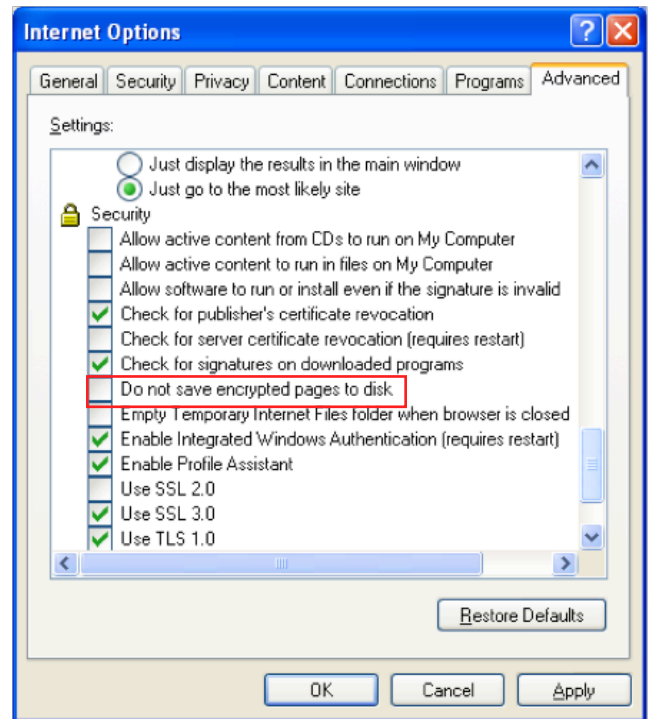 Internet Options
General Security Privacy Content Connections Programs Advanced
Settings:
Just display the results in the main window
Just go to the most likely site
Security
Allow active content from CDs to run on My Computer
Allow active content to run in files on My Computer
Allow software to run or install even if the signature is invalid
Check for publisher's certificate revocation
Check for server certificate revocation (requires restart)
Check for signatures on downloaded programs
Do not save encrypted pages to disk
Empty Temporary Internet Files folder when browser is closed
Enable Integrated Windows Authentication (requires restart)
Enable Profile Assistant
Use SSL 2.0
Use SSL 3.0
Use TLS 1.0
Restore Defaults
OK Cancel Apply